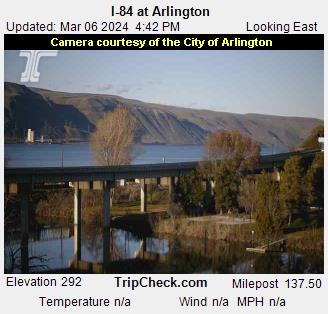 I-84 at Arlington
Updated: Mar 06 2024 4:42 PM Looking East
Camera courtesy of the City of Arlington
Elevation 292 TripCheck.com Milepost 137.50
Temperature n/a Wind n/a MPH n/a